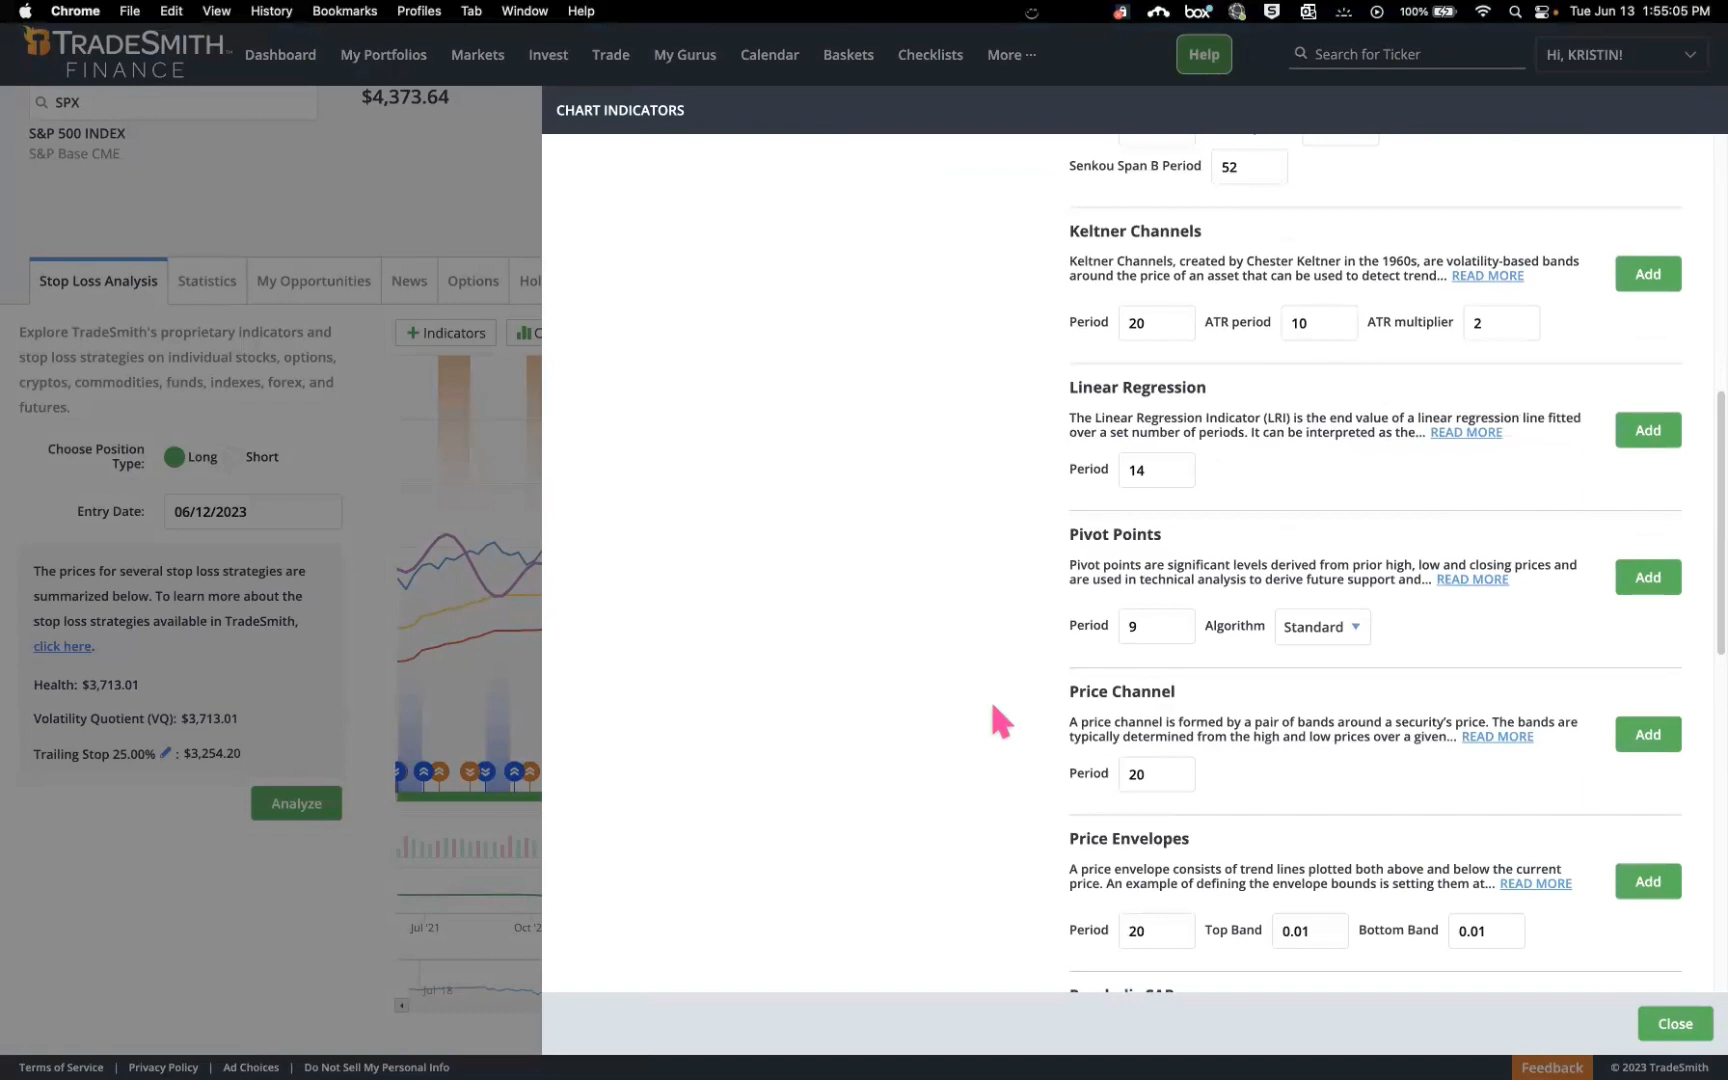 Chrome File Edit View History Bookmarks Profiles Tab Window Help
box 100% Tue Jun 13 1:55:05 PM
TRADESMITH
FINANCE
Dashboard My Portfolios Markets Invest Trade My Gurus Calendar Baskets Checklists More ···
Help
Search for Ticker
Hi, KRISTIN!
SPX
$4,373.64
S&P 500 INDEX
S&P Base CME
CHART INDICATORS
Senkou Span B Period 52
Stop Loss Analysis Statistics My Opportunities News Options
Explore TradeSmith's proprietary indicators and
stop loss strategies on individual stocks, options,
cryptos, commodities, funds, indexes, forex, and
futures.
+ Indicators
Choose Position
Type:
Long Short
Entry Date: 06/12/2023
The prices for several stop loss strategies are
summarized below. To learn more about the
stop loss strategies available in TradeSmith,
click here.
Health: $3,713.01
Volatility Quotient (VQ): $3,713.01
Trailing Stop 25.00% : $3,254.20
Analyze
Jul '21 Oct '2
Jul '18
Keltner Channels
Keltner Channels, created by Chester Keltner in the 1960s, are volatility-based bands
around the price of an asset that can be used to detect trend... READ MORE
Add
Period 20 ATR period 10 ATR multiplier 2
Linear Regression
The Linear Regression Indicator (LRI) is the end value of a linear regression line fitted
over a set number of periods. It can be interpreted as the... READ MORE
Add
Period 14
Pivot Points
Pivot points are significant levels derived from prior high, low and closing prices and
are used in technical analysis to derive future support and... READ MORE
Add
Period 9 Algorithm Standard
Price Channel
A price channel is formed by a pair of bands around a security’s price. The bands are
typically determined from the high and low prices over a given... READ MORE
Add
Period 20
Price Envelopes
A price envelope consists of trend lines plotted both above and below the current
price. An example of defining the envelope bounds is setting them at... READ MORE
Add
Period 20 Top Band 0.01 Bottom Band 0.01
Close
Terms of Service | Privacy Policy | Ad Choices | Do Not Sell My Personal Info
Feedback
© 2023 TradeSmith